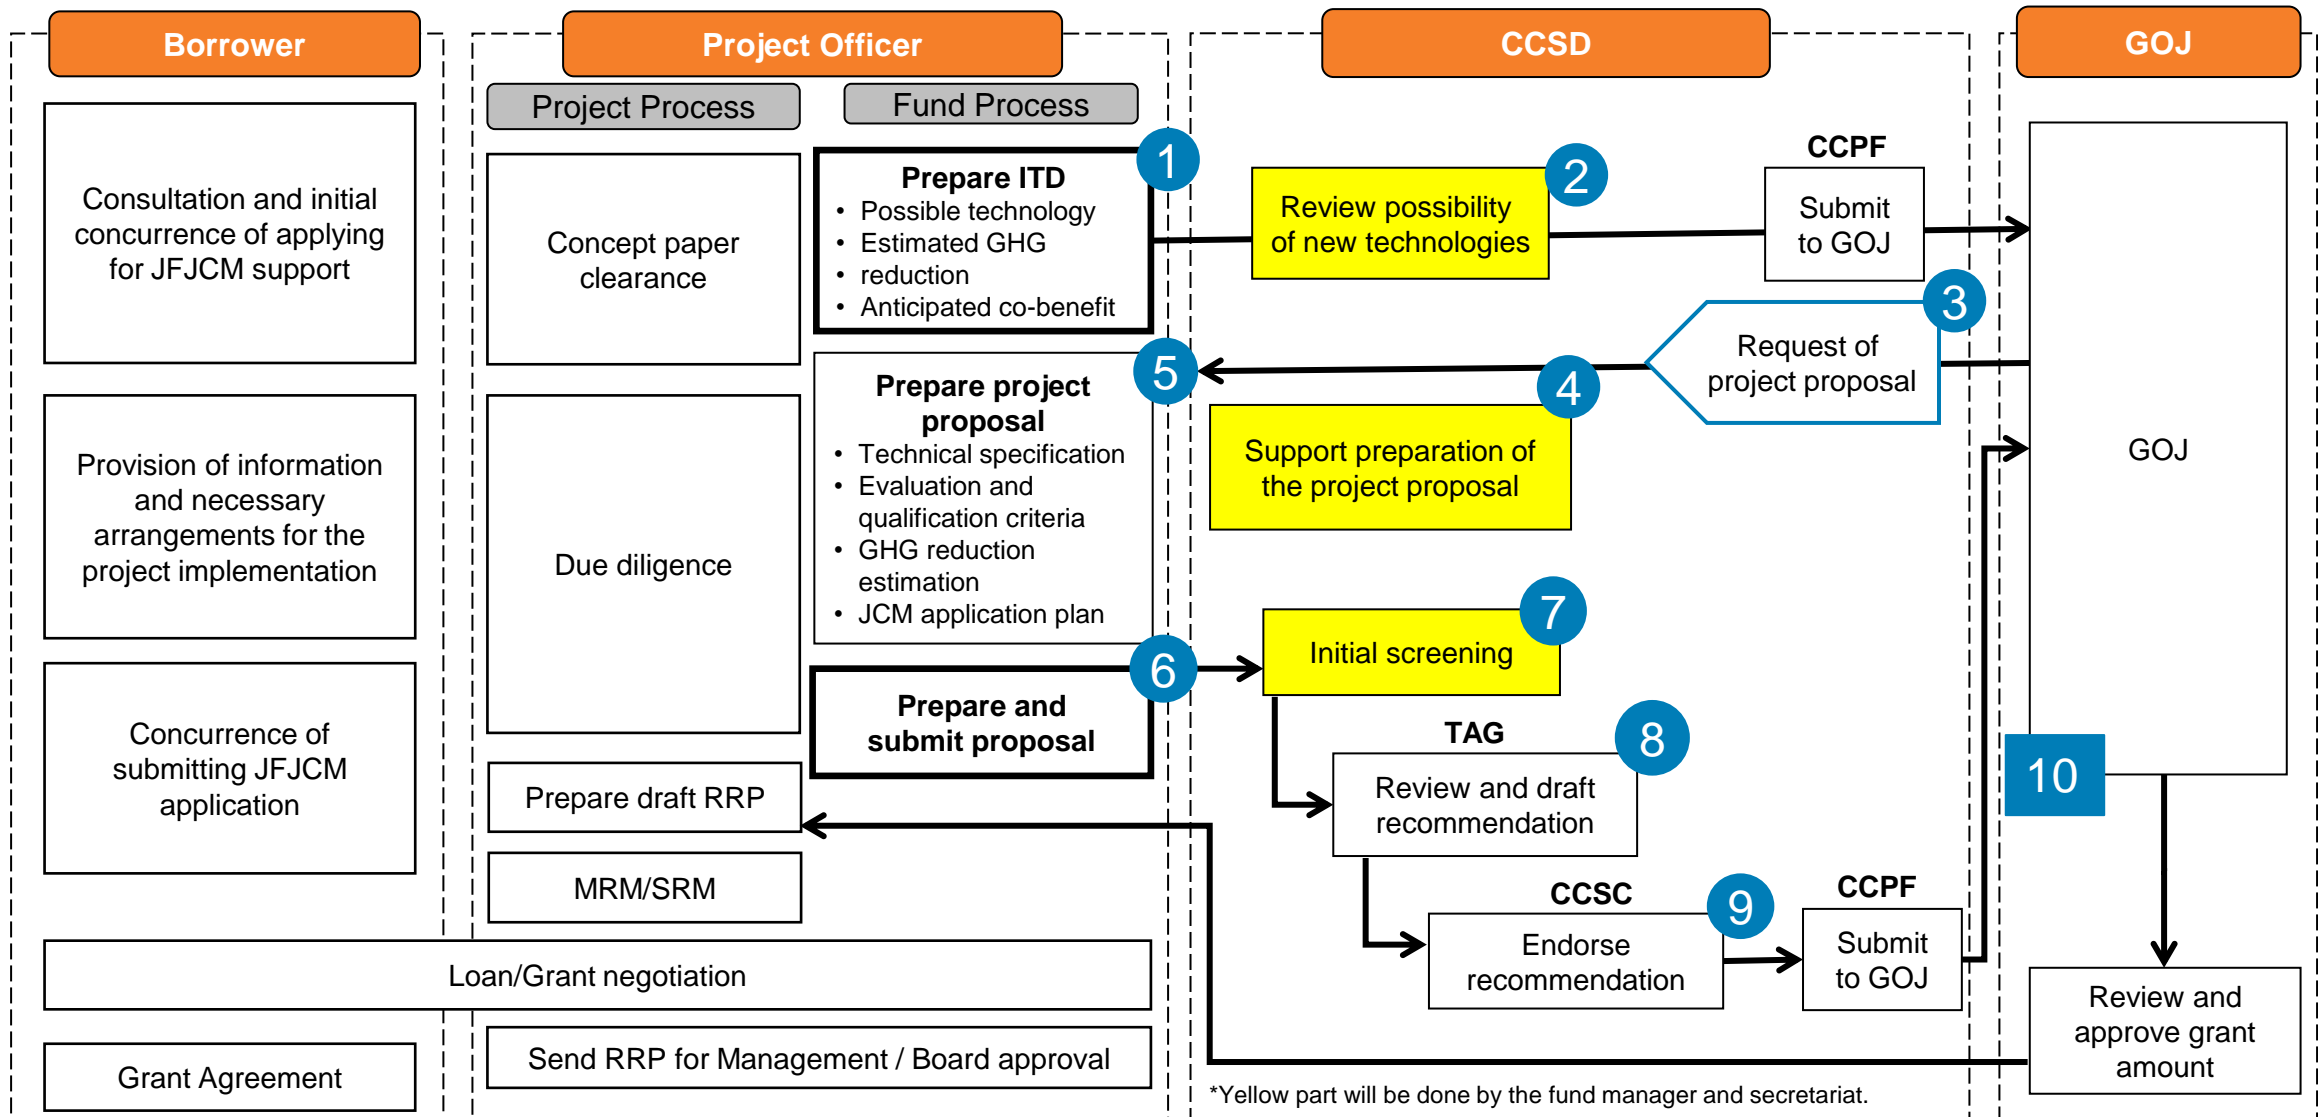 Borrower
Project Officer
CCSD
GOJ
Project Process
Fund Process
Consultation and initial
concurrence of applying
for JFJCM support
Concept paper
clearance
1
Prepare ITD
• Possible technology
• Estimated GHG
• reduction
• Anticipated co-benefit
2
Review possibility
of new technologies
CCPF
Submit
to GOJ
3
Request of
project proposal
GOJ
4
Support preparation of
the project proposal
5
Prepare project
proposal
• Technical specification
• Evaluation and
qualification criteria
• GHG reduction
estimation
• JCM application plan
Provision of information
and necessary
arrangements for the
project implementation
Due diligence
6
Prepare and
submit proposal
7
Initial screening
Concurrence of
submitting JFJCM
application
TAG
8
Review and draft
recommendation
10
Prepare draft RRP
MRM/SRM
CCSC
9
Endorse
recommendation
CCPF
Submit
to GOJ
Loan/Grant negotiation
Review and
approve grant
amount
Grant Agreement
Send RRP for Management / Board approval
*Yellow part will be done by the fund manager and secretariat.